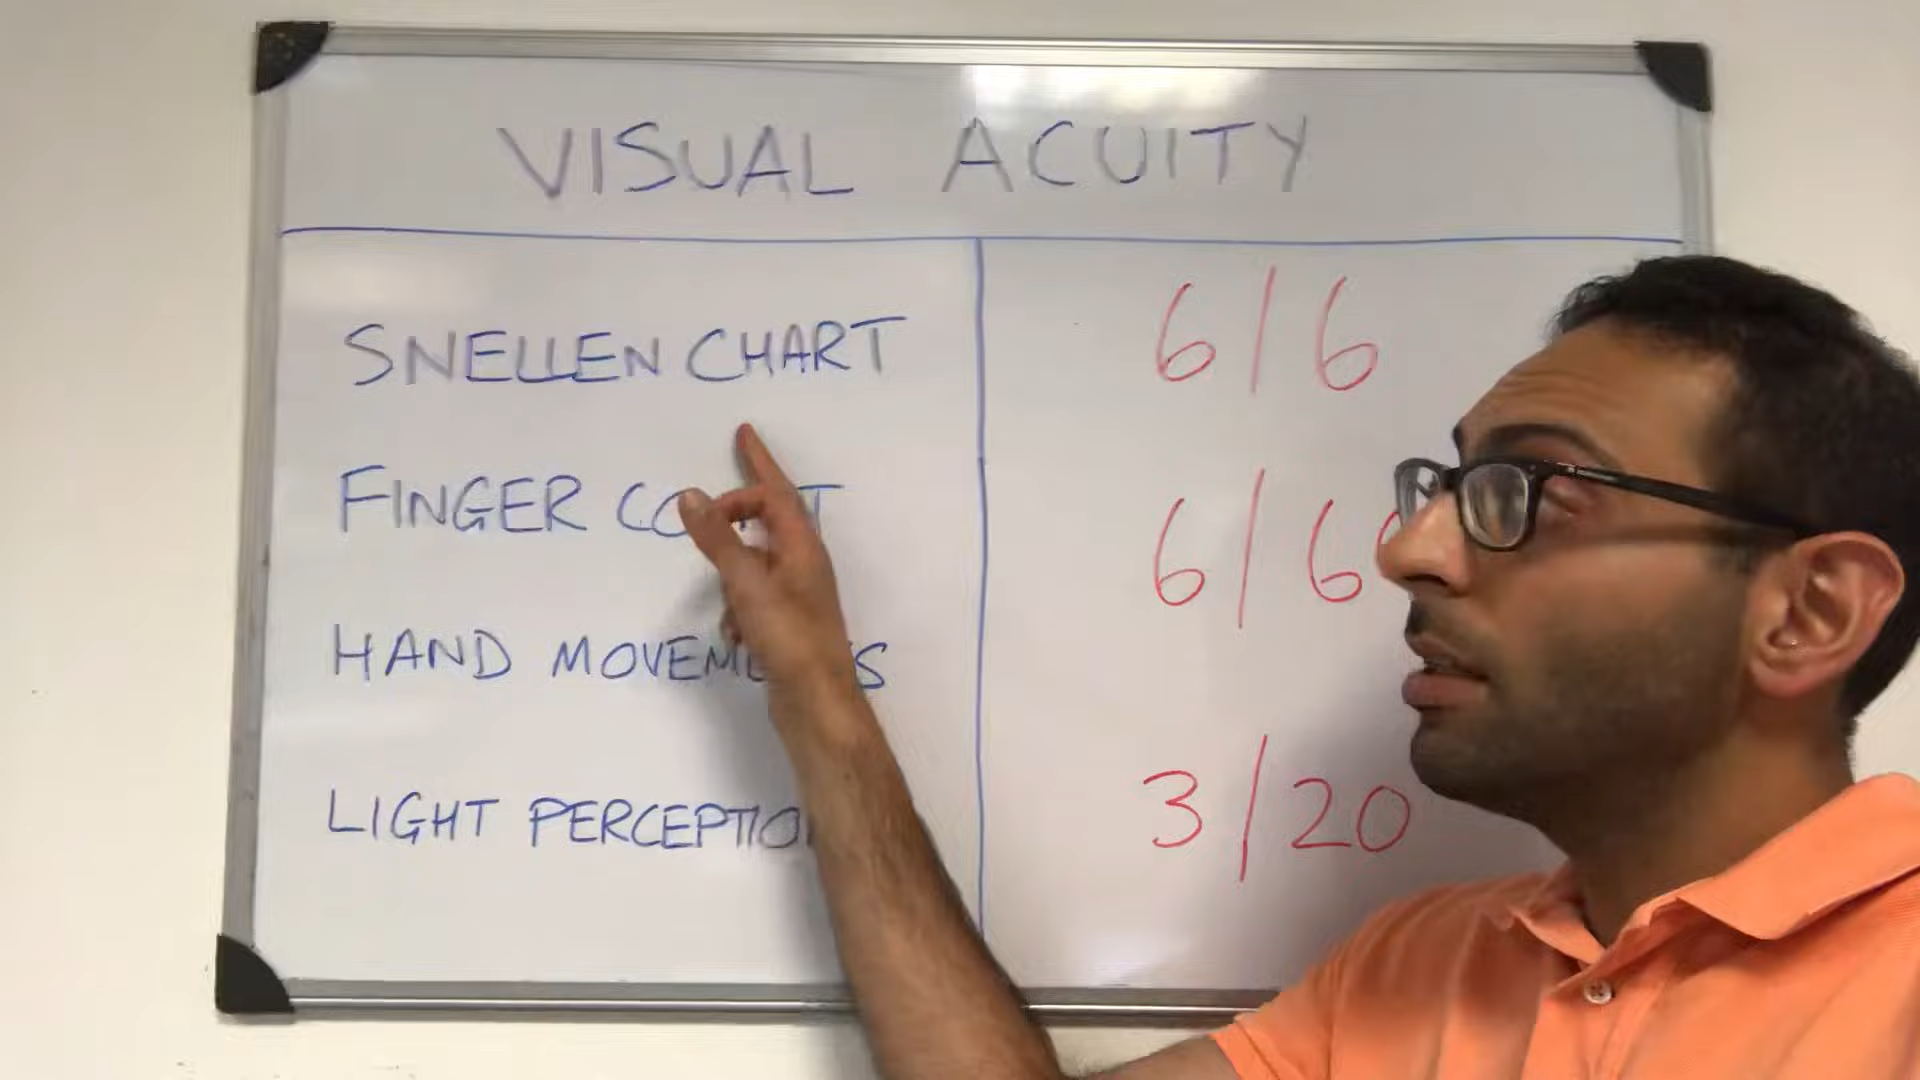 VISUAL ACUITY
SNELLEN CHART
6/6
FINGER
6/6
HAND
3/20
LIGHT